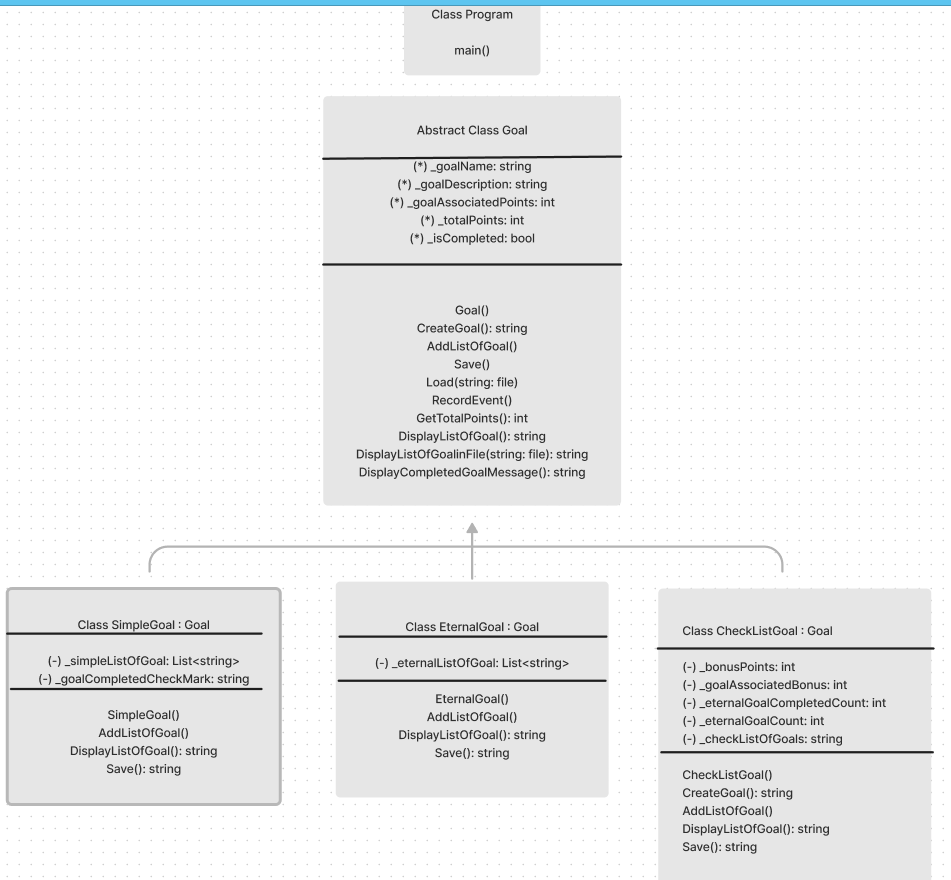 Class Program
main()
Abstract Class Goal
(*) _goalName: string
(*) _goalDescription: string
(*) _goalAssociatedPoints: int
(*) _totalPoints: int
(*) _isCompleted: bool
Goal()
CreateGoal(): string
AddListOfGoal()
Save()
Load(string: file)
RecordEvent()
GetTotalPoints(): int
DisplayListOfGoal(): string
DisplayListOfGoalinFile(string: file): string
DisplayCompletedGoalMessage(): string
Class SimpleGoal : Goal
(-) _simpleListOfGoal: List<string>
(-) _goalCompletedCheckMark: string
SimpleGoal()
AddListOfGoal()
DisplayListOfGoal(): string
Save(): string
Class EternalGoal : Goal
(-) _eternalListOfGoal: List<string>
EternalGoal()
AddListOfGoal()
DisplayListOfGoal(): string
Save(): string
Class CheckListGoal : Goal
(-) _bonusPoints: int
(-) _goalAssociatedBonus: int
(-) _eternalGoalCompletedCount: int
(-) _eternalGoalCount: int
(-) _checkListOfGoals: string
CheckListGoal()
CreateGoal(): string
AddListOfGoal()
DisplayListOfGoal(): string
Save(): string